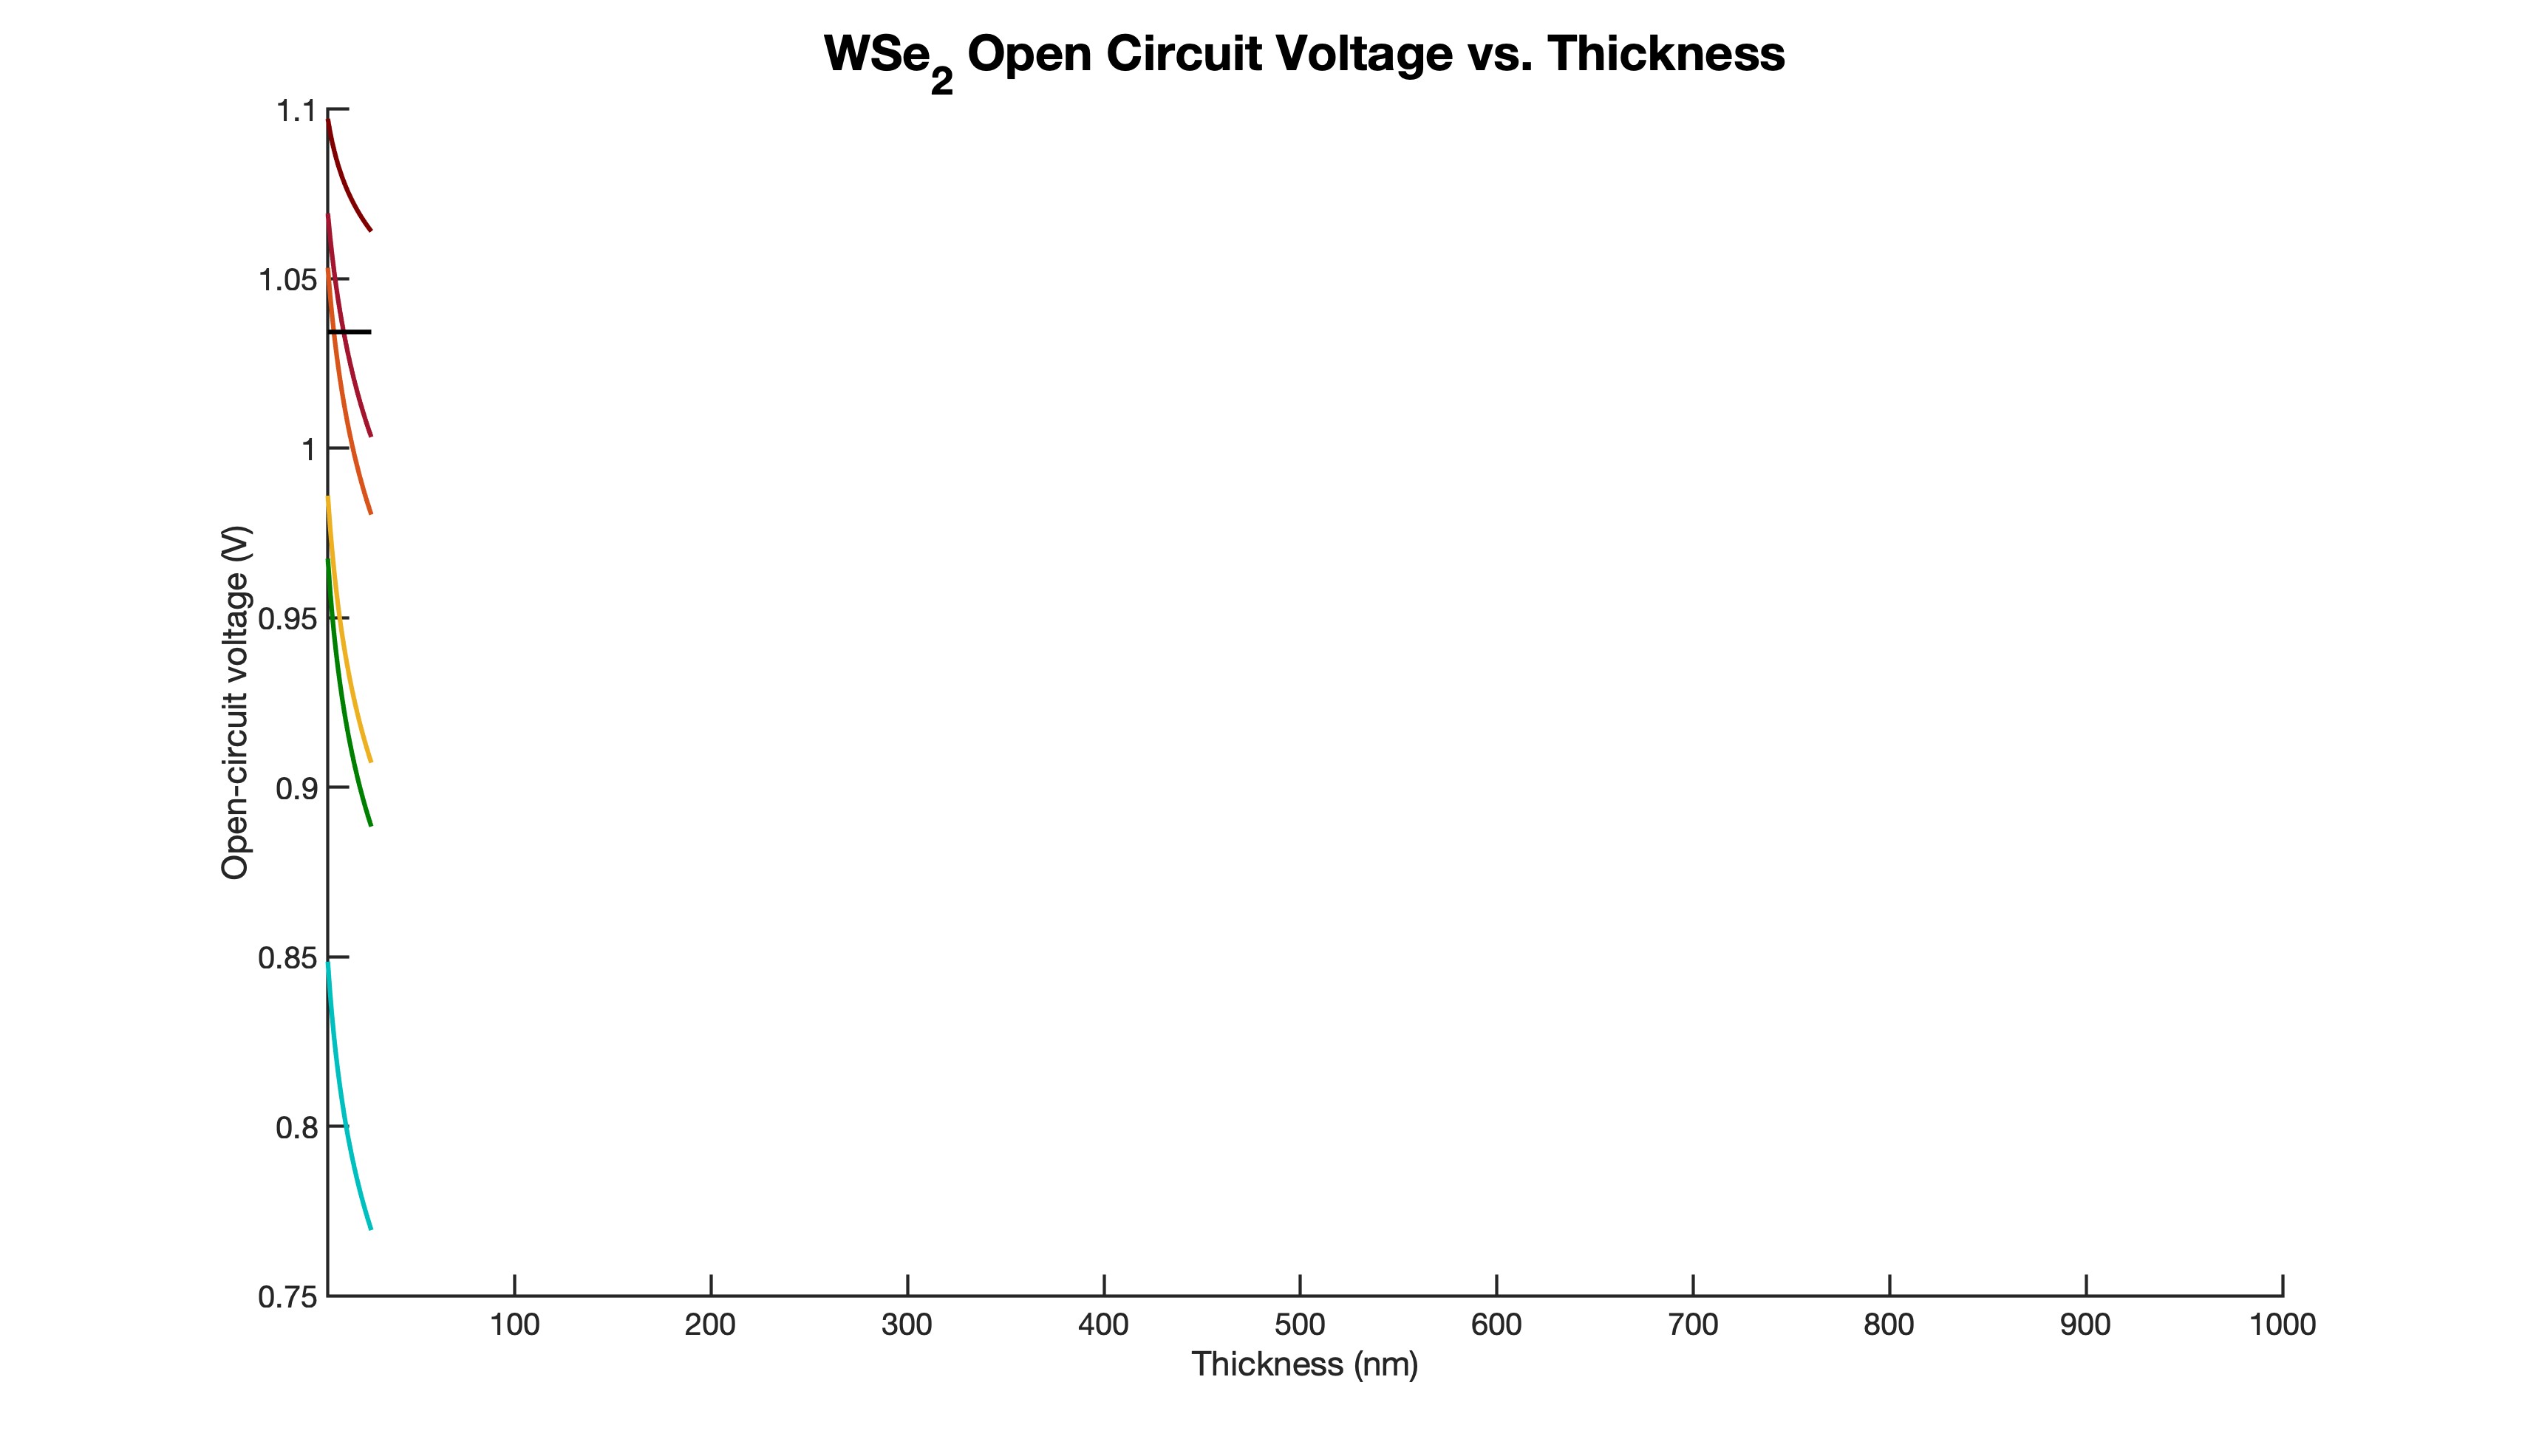 WSe2 Open Circuit Voltage vs. Thickness
1.1
1.05
1
0.95
0.9
0.85
0.8
0.75
Open-circuit voltage (V)
100 200 300 400 500 600 700 800 900 1000
Thickness (nm)